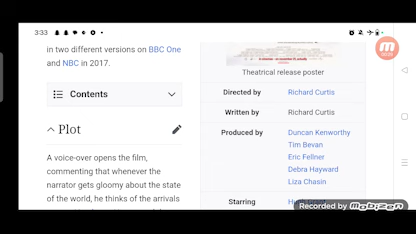 3:33
in two different versions on BBC One
and NBC in 2017.
Contents
Plot
A voice-over opens the film,
commenting that whenever the
narrator gets gloomy about the state
of the world, he thinks of the arrivals
Theatrical release poster
Directed by Richard Curtis
Written by Richard Curtis
Produced by Duncan Kenworthy
Tim Bevan
Eric Fellner
Debra Hayward
Liza Chasin
Starring
Recorded by MOBIZEN